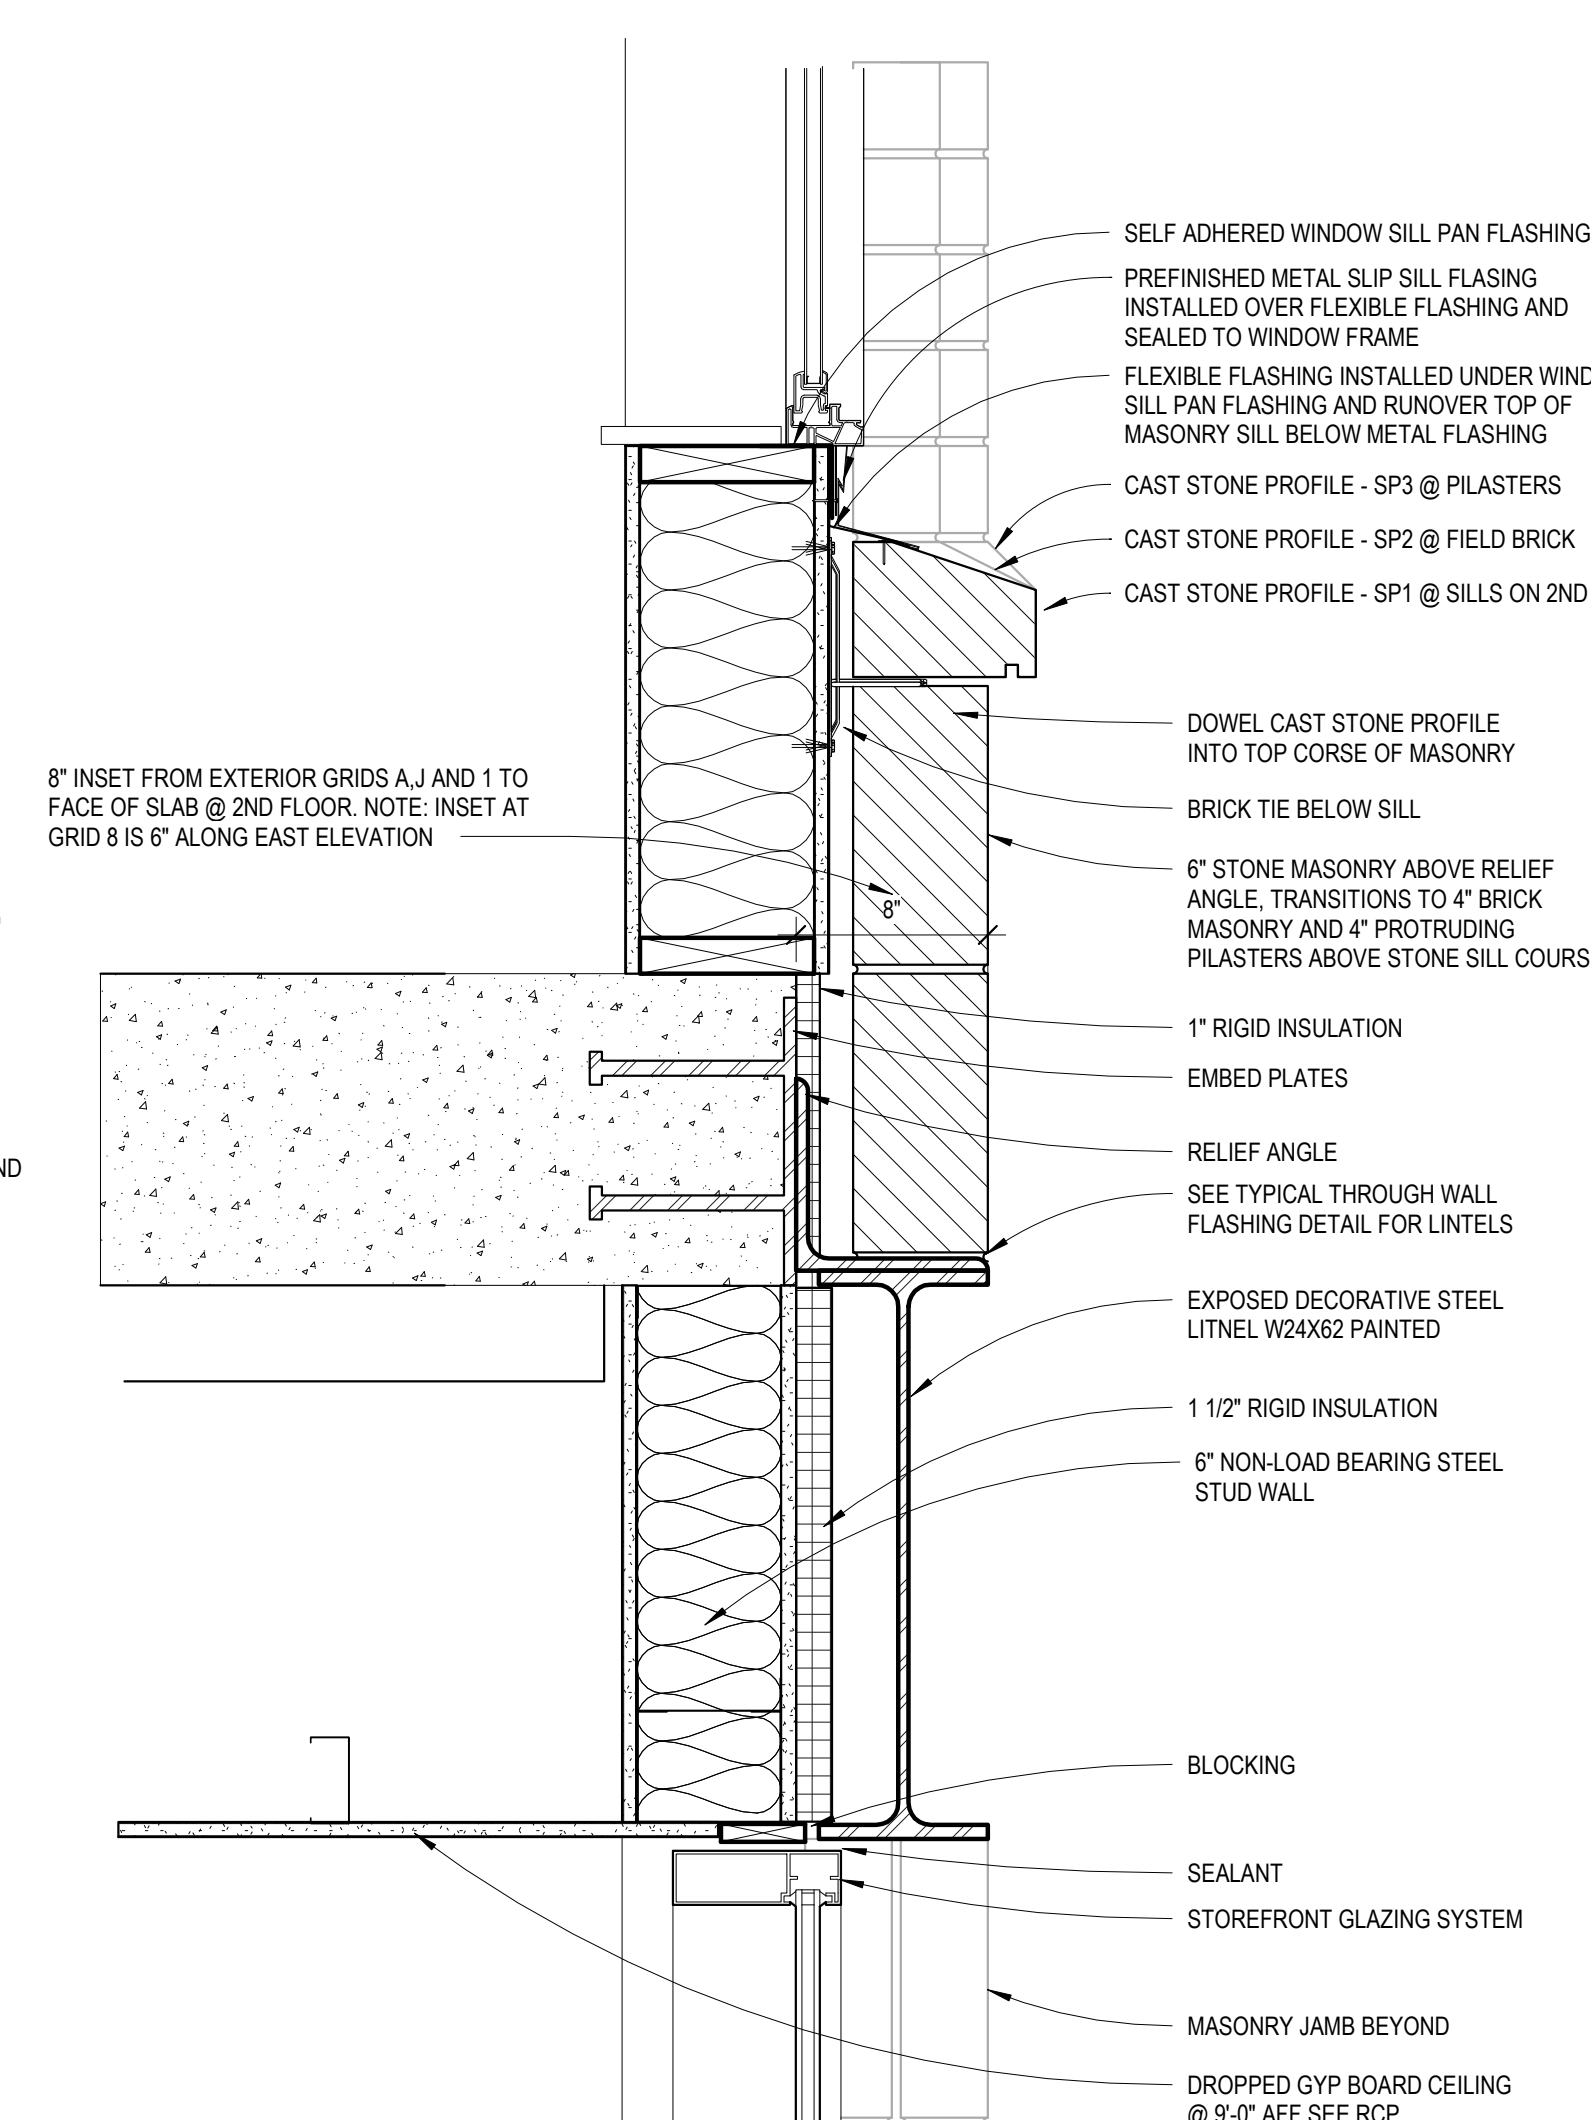 SELF ADHERED WINDOW SILL PAN FLASHING
PREFINISHED METAL SLIP SILL FLASING
INSTALLED OVER FLEXIBLE FLASHING AND
SEALED TO WINDOW FRAME
FLEXIBLE FLASHING INSTALLED UNDER WIND
SILL PAN FLASHING AND RUNOVER TOP OF
MASONRY SILL BELOW METAL FLASHING
CAST STONE PROFILE - SP3 @ PILASTERS
CAST STONE PROFILE - SP2 @ FIELD BRICK
CAST STONE PROFILE - SP1 @ SILLS ON 2ND
DOWEL CAST STONE PROFILE
INTO TOP CORSE OF MASONRY
8" INSET FROM EXTERIOR GRIDS A,J AND 1 TO
FACE OF SLAB @ 2ND FLOOR. NOTE: INSET AT
GRID 8 IS 6" ALONG EAST ELEVATION
BRICK TIE BELOW SILL
6" STONE MASONRY ABOVE RELIEF
ANGLE, TRANSITIONS TO 4" BRICK
MASONRY AND 4" PROTRUDING
PILASTERS ABOVE STONE SILL COURS
8"
1" RIGID INSULATION
EMBED PLATES
RELIEF ANGLE
ND
SEE TYPICAL THROUGH WALL
FLASHING DETAIL FOR LINTELS
EXPOSED DECORATIVE STEEL
LITNEL W24X62 PAINTED
1 1/2" RIGID INSULATION
6" NON-LOAD BEARING STEEL
STUD WALL
BLOCKING
SEALANT
STOREFRONT GLAZING SYSTEM
MASONRY JAMB BEYOND
DROPPED GYP BOARD CEILING
@ 9'-0" AFF SEE RCP